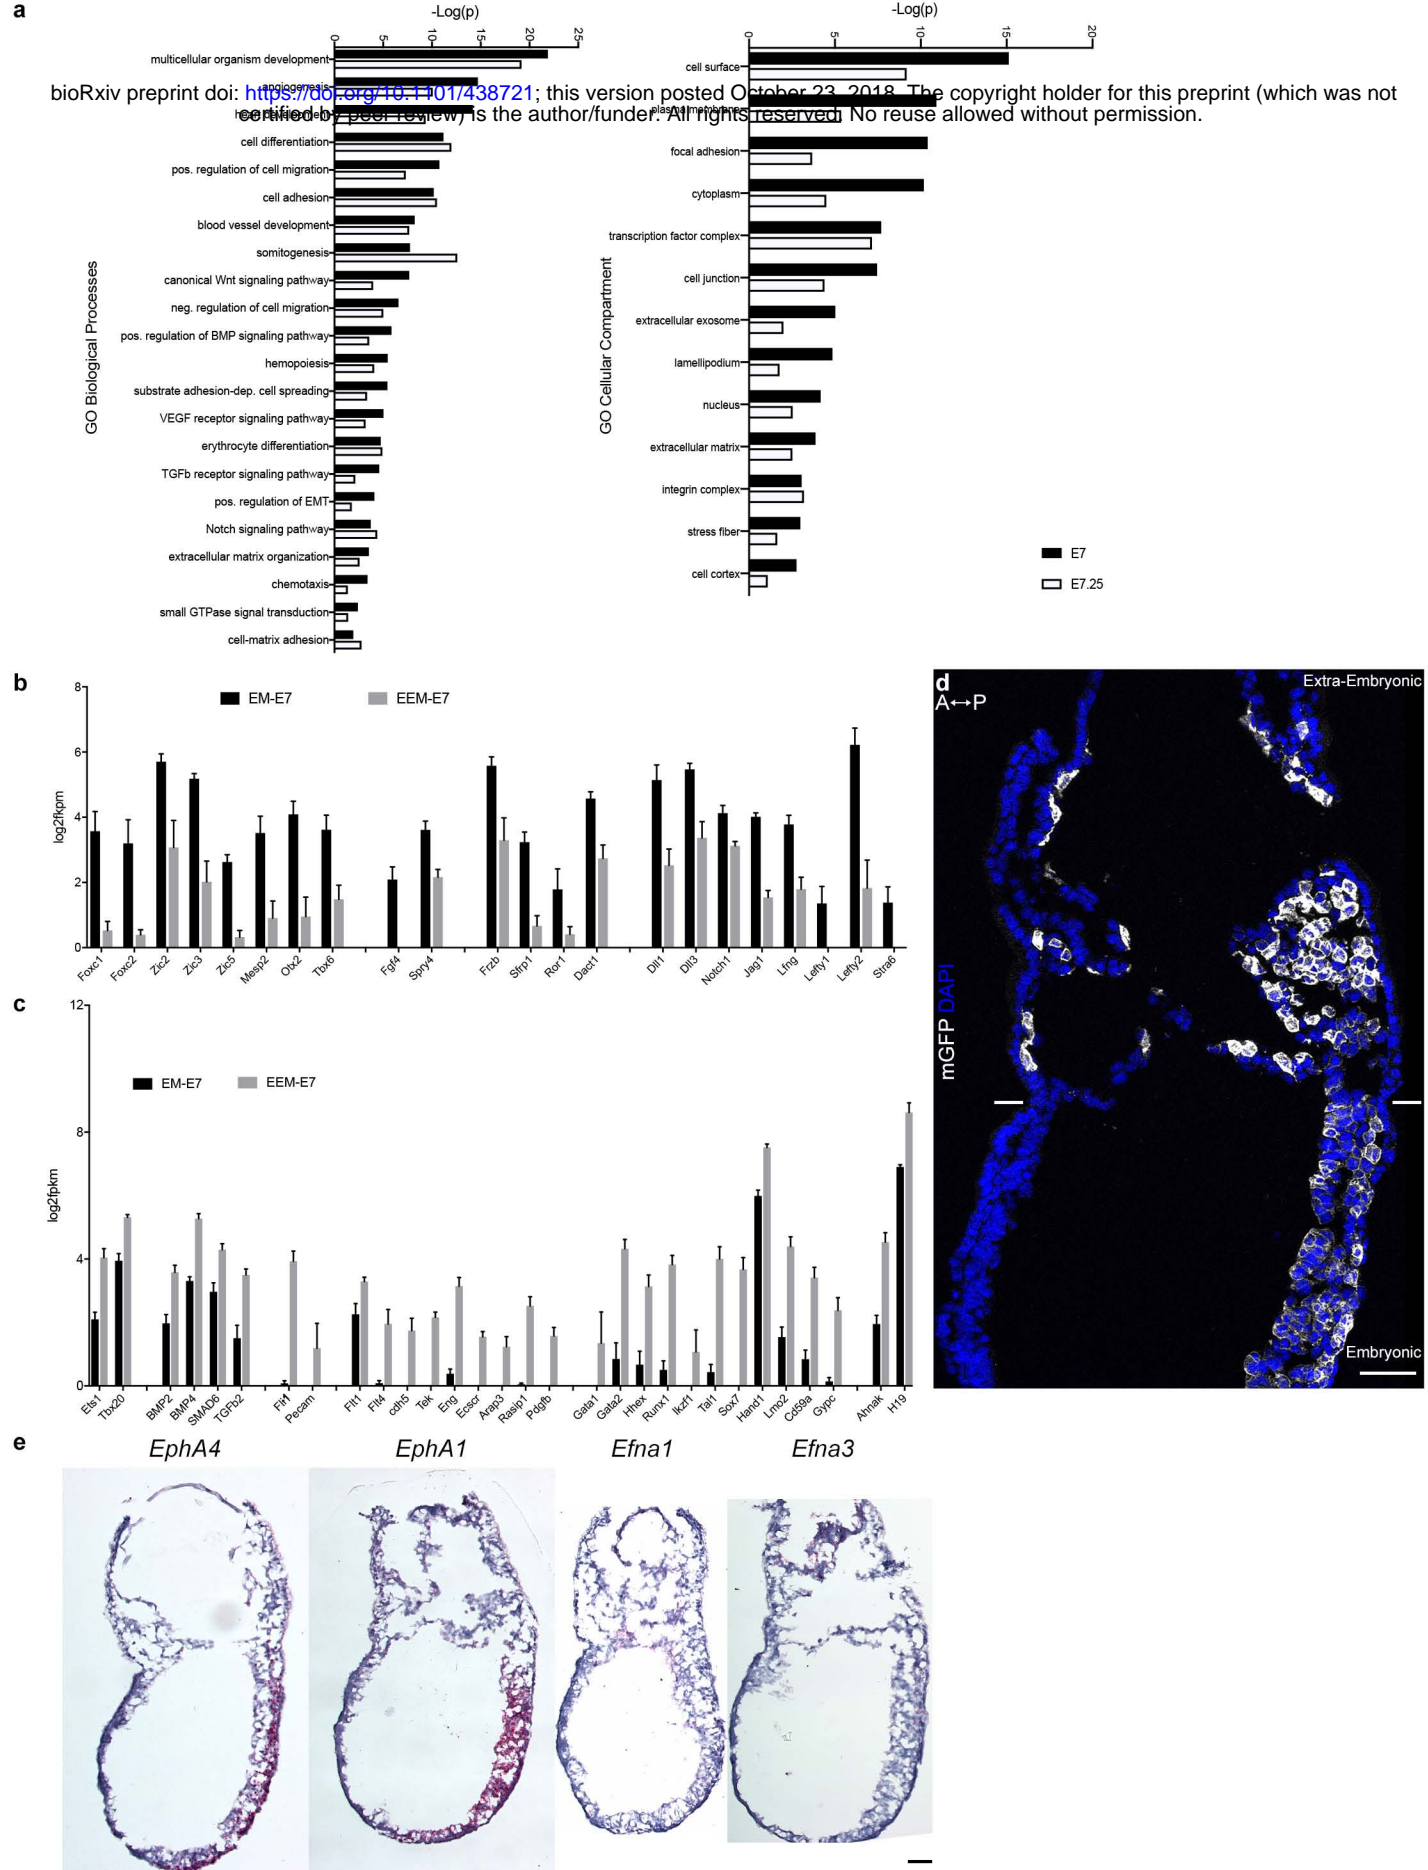 a
-Log(p)
0 5 10 15 20 25
multicellular organism development
angiogenesis
heart development
cell differentiation
pos. regulation of cell migration
cell adhesion
blood vessel development
somitogenesis
canonical Wnt signaling pathway
neg. regulation of cell migration
pos. regulation of BMP signaling pathway
hemopoiesis
substrate adhesion-dep. cell spreading
VEGF receptor signaling pathway
erythrocyte differentiation
TGFb receptor signaling pathway
pos. regulation of EMT
Notch signaling pathway
extracellular matrix organization
chemotaxis
small GTPase signal transduction
cell-matrix adhesion
GO Biological Processes
-Log(p)
0 5 10 15 20
cell surface
plasma membrane
focal adhesion
cytoplasm
transcription factor complex
cell junction
extracellular exosome
lamellipodium
nucleus
extracellular matrix
integrin complex
stress fiber
cell cortex
GO Cellular Compartment
E7
E7.25
bioRxiv preprint doi: https://doi.org/10.1101/438721; this version posted October 23, 2018. The copyright holder for this preprint (which was not
certified by peer review) is the author/funder. All rights reserved. No reuse allowed without permission.
b
EM-E7 EEM-E7
log2fkpm
8
6
4
2
0
Foxc1 Foxc2 Zic2 Zic3 Zic5 Mesp2 Otx2 Tbx6 Fgf4 Spry4 Frzb Sfrp1 Ror1 Dact1 Dll1 Dll3 Notch1 Jag1 Lfng Lefty1 Lefty2 Stra6
c
EM-E7 EEM-E7
log2fpkm
12
8
4
0
Ets1 Tbx20 BMP2 BMP4 SMAD6 TGFb2 Fli1 Pecam Flt1 Flt4 cdh5 Tek Eng Ecscr Arap3 Rasip1 Pdgfb Gata1 Gata2 Hhex Runx1 Ikzf1 Tal1 Sox7 Hand1 Lmo2 Cd59a Gypc Ahnak H19
d
A↔P
Extra-Embryonic
mGFP DAPI
Embryonic
e
EphA4 EphA1 Efna1 Efna3